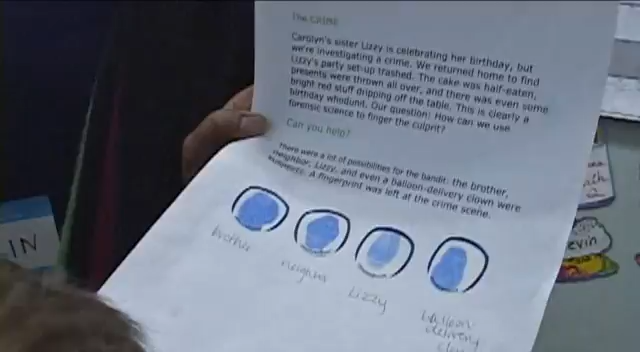 The Crime
Carolyn's sister Lizzy is celebrating her birthday, but
we're investigating a crime. We returned home to find
Lizzy's party set-up trashed. The cake was half-eaten,
presents were thrown all over, and there was even some
bright red stuff dripping off the table. This is clearly a
birthday whodunit. Our question: How can we use
forensic science to finger the culprit?
Can you help?
There were a lot of possibilities for the bandit: the brother,
neighbor, Lizzy, and even a balloon-delivery clown were
suspects. A fingerprint was left at the crime scene.
brother
neighbor
Lizzy
balloon-
delivery
IN
evin